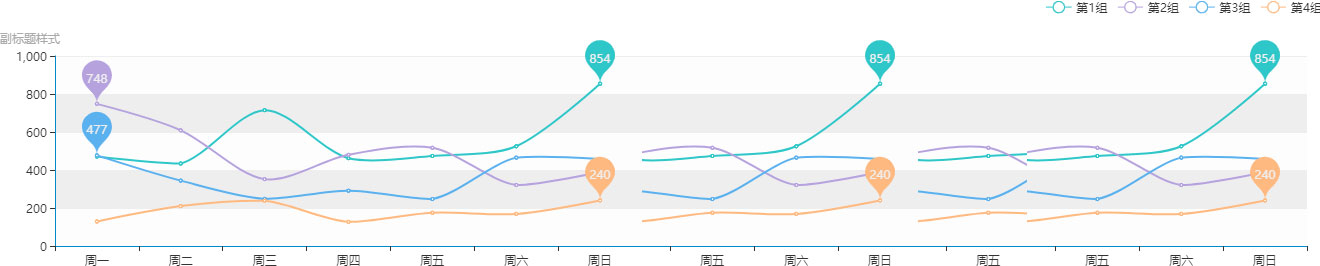 第1组 第2组 第3组 第4组
副标题样式
1,000
854 854 854
748
800
477
600
400
240 240 240
200
0
周一 周二 周三 周四 周五 周六 周日 周五 周六 周日 周五 周五 周六 周日